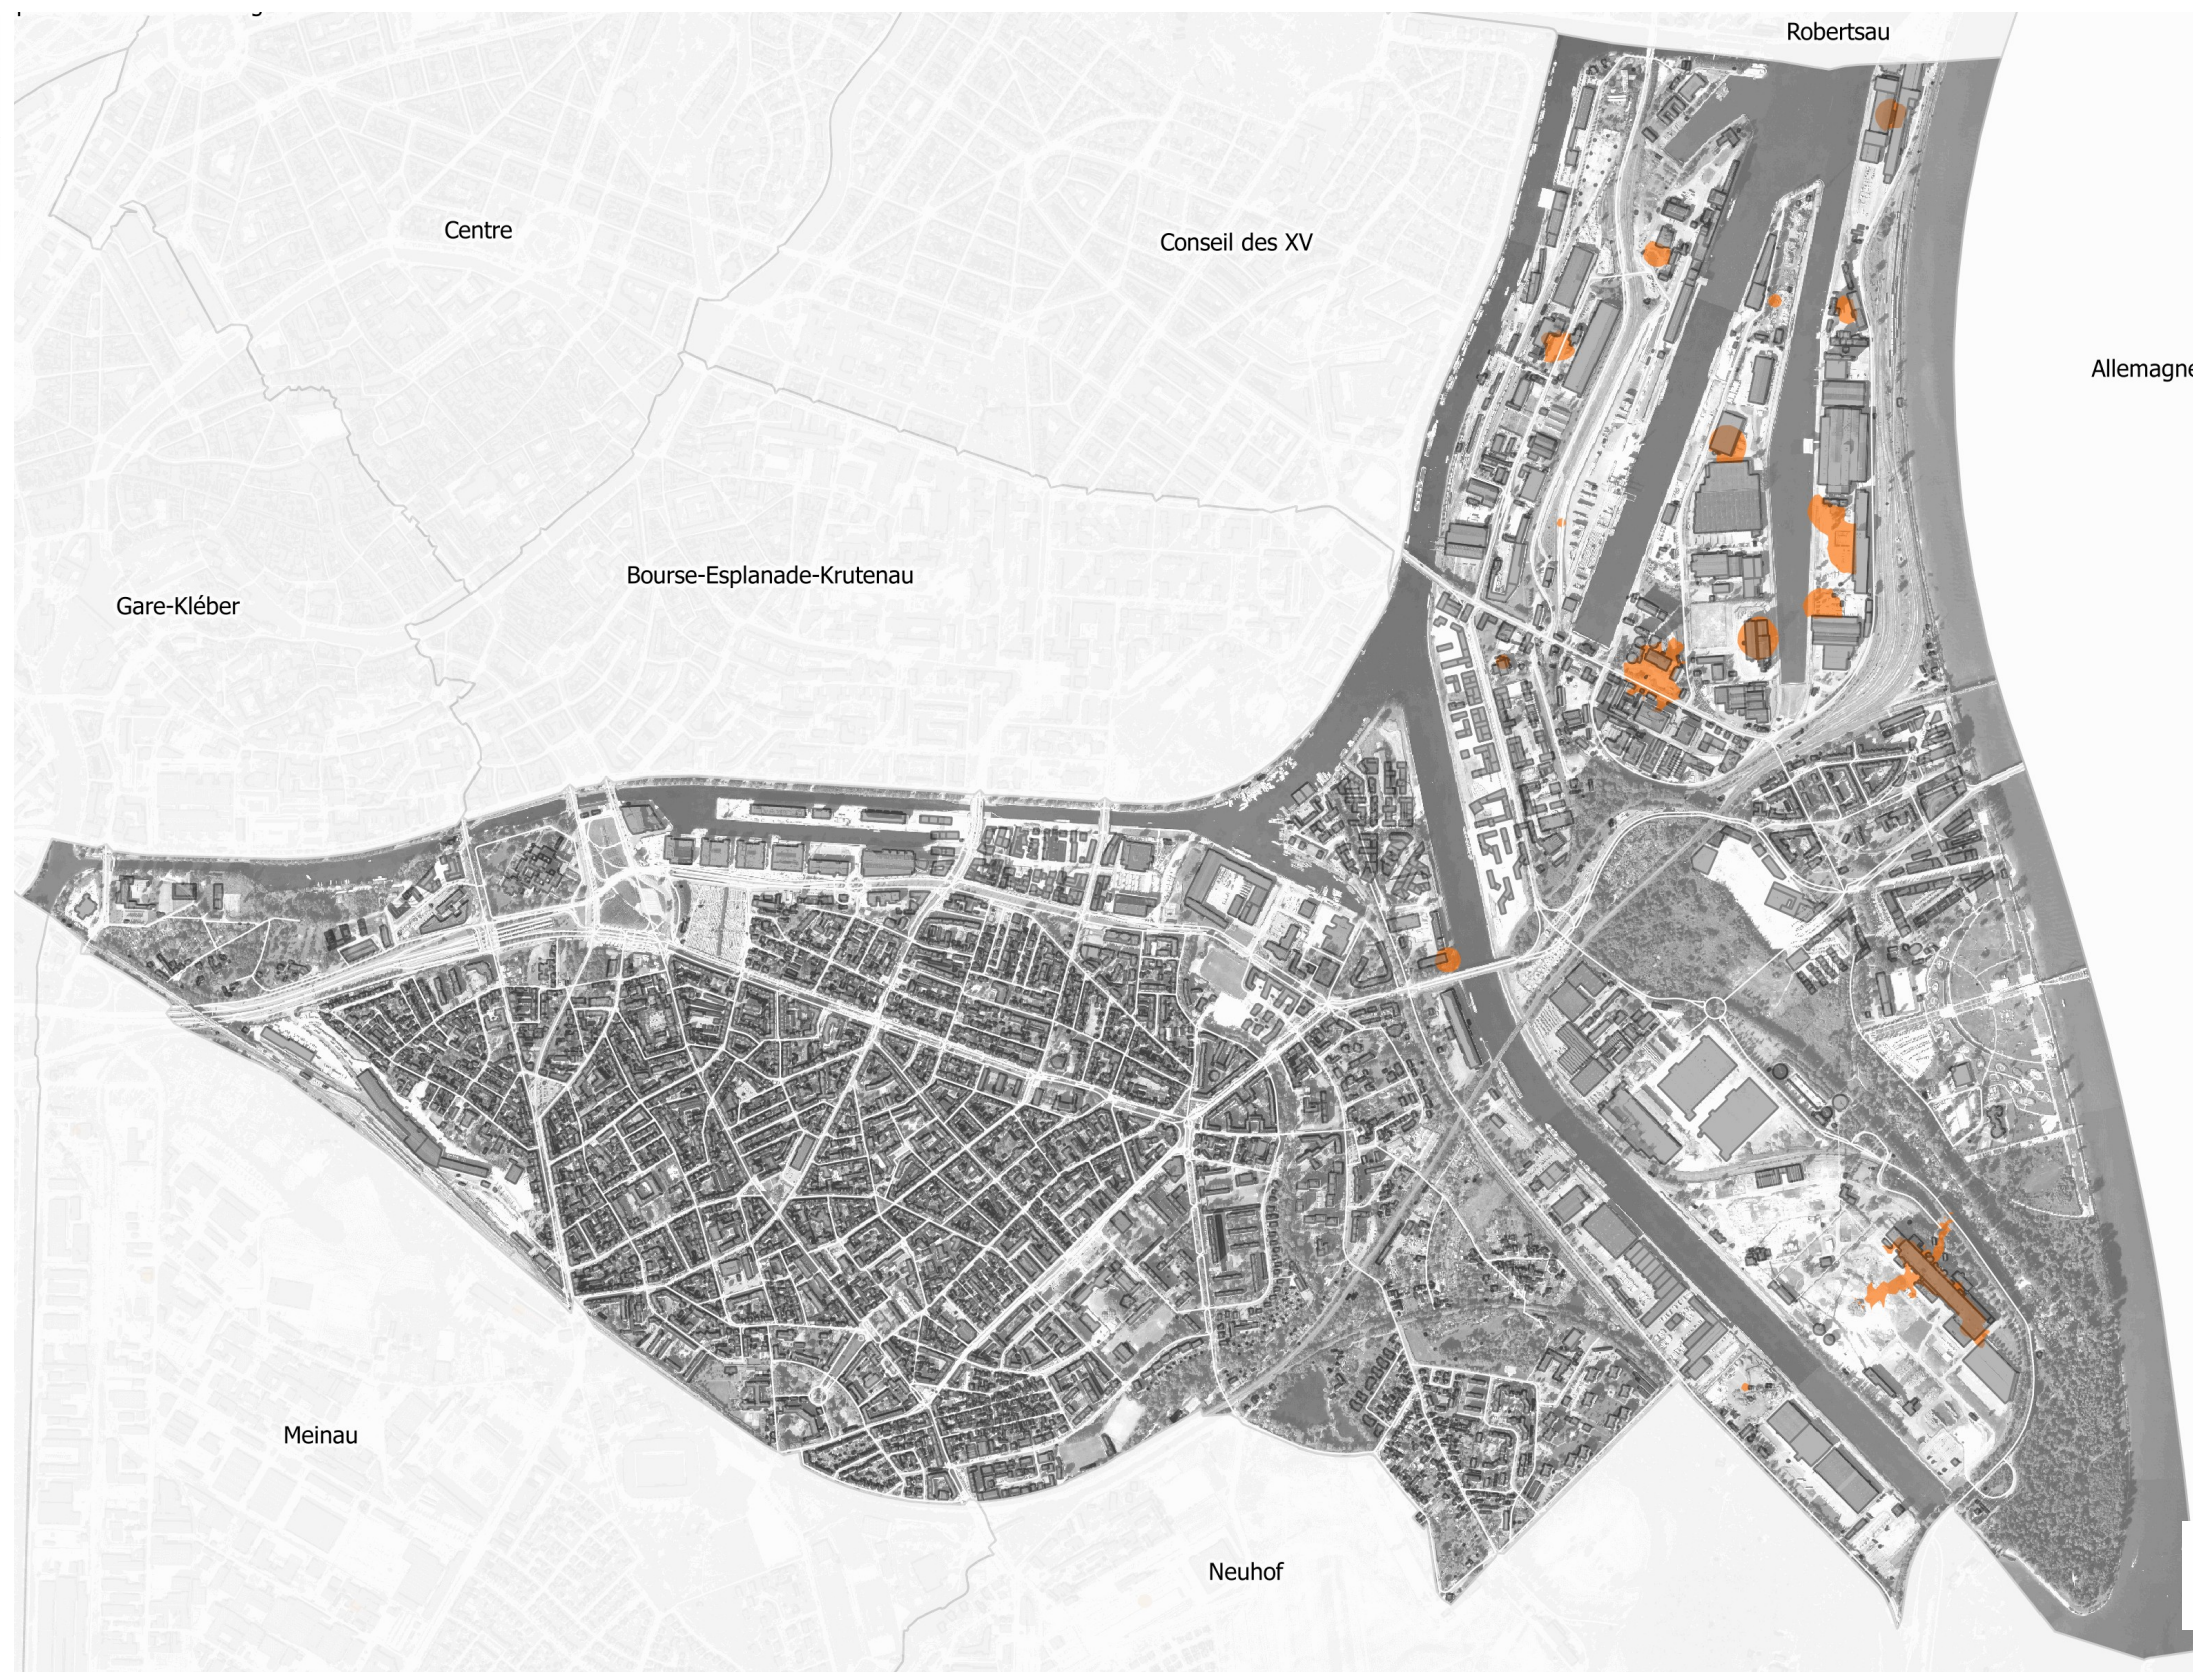 Robertsau
Centre
Conseil des XV
Allemagne
Bourse-Esplanade-Krutenau
Gare-Kléber
Meinau
Neuhof